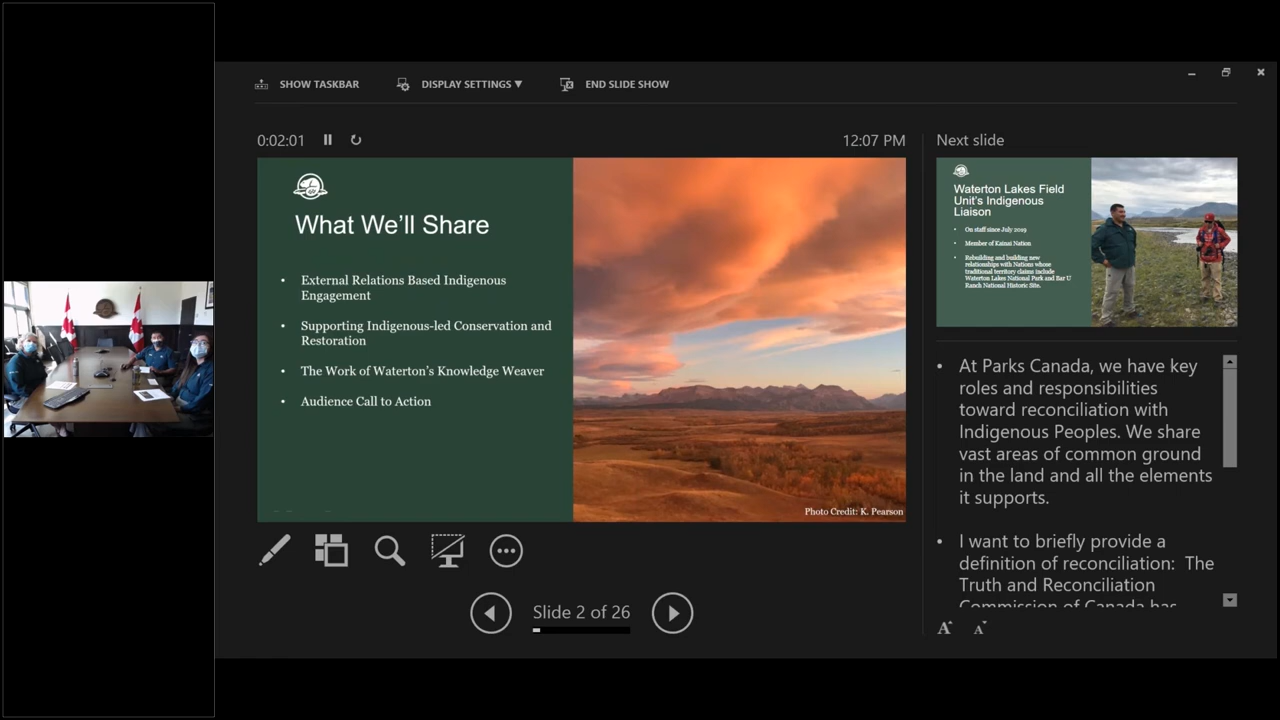 SHOW TASKBAR
DISPLAY SETTINGS ▼
END SLIDE SHOW
0:02:01
12:07 PM
What We'll Share
• External Relations Based Indigenous
Engagement
• Supporting Indigenous-led Conservation and
Restoration
• The Work of Waterton's Knowledge Weaver
• Audience Call to Action
Photo Credit: K. Pearson
Slide 2 of 26
Next slide
Waterton Lakes Field
Unit's Indigenous
Liaison
• On staff since July 2019
• Member of Kainai Nation
• Rebuilding and building new
relationships with Nations whose
traditional territory claims include
Waterton Lakes National Park and Bar U
Ranch National Historic Site.
• At Parks Canada, we have key
roles and responsibilities
toward reconciliation with
Indigenous Peoples. We share
vast areas of common ground
in the land and all the elements
it supports.
• I want to briefly provide a
definition of reconciliation: The
Truth and Reconciliation
Commission of Canada has
A A